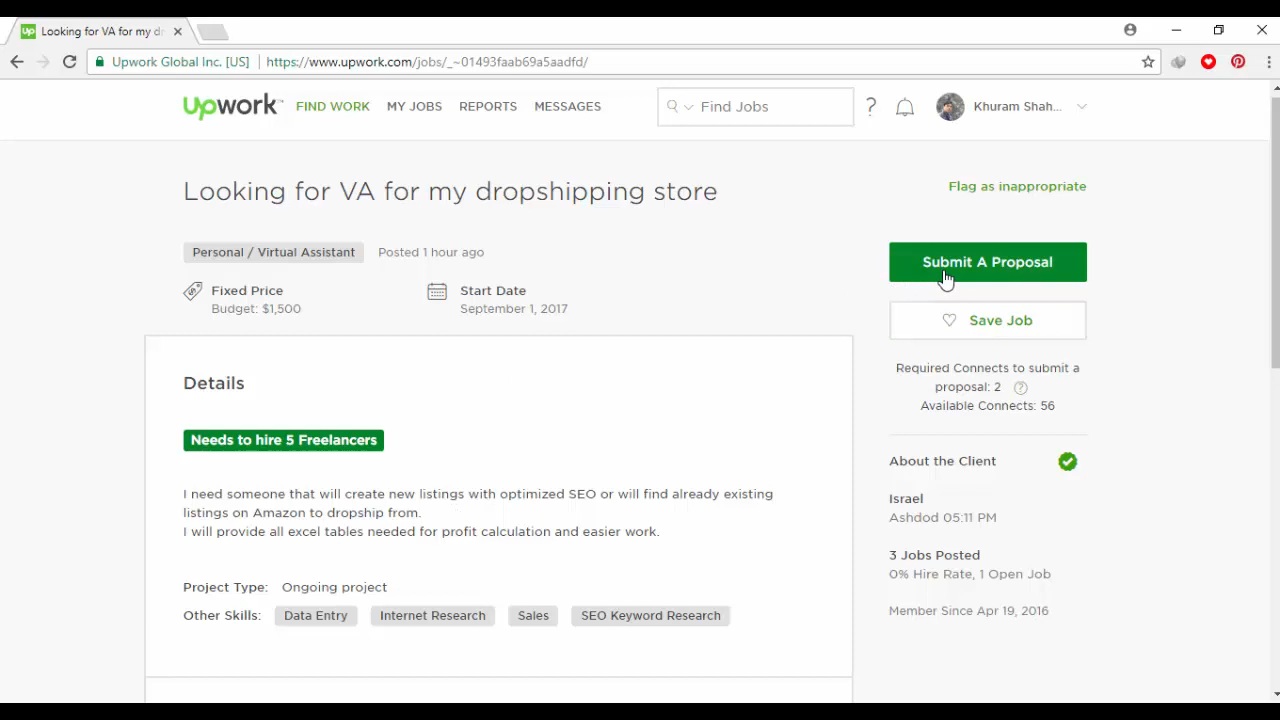 Looking for VA for my dr
Upwork Global Inc. [US] https://www.upwork.com/jobs/_~01493faab69a5aadfd/
upwork FIND WORK MY JOBS REPORTS MESSAGES Find Jobs ? Khuram Shah...
Looking for VA for my dropshipping store
Flag as inappropriate
Personal / Virtual Assistant Posted 1 hour ago
Submit A Proposal
Fixed Price
Budget: $1,500
Start Date
September 1, 2017
Save Job
Required Connects to submit a
proposal: 2 ?
Available Connects: 56
Details
Needs to hire 5 Freelancers
I need someone that will create new listings with optimized SEO or will find already existing
listings on Amazon to dropship from.
I will provide all excel tables needed for profit calculation and easier work.
Project Type: Ongoing project
Other Skills: Data Entry Internet Research Sales SEO Keyword Research
About the Client
Israel
Ashdod 05:11 PM
3 Jobs Posted
0% Hire Rate, 1 Open Job
Member Since Apr 19, 2016